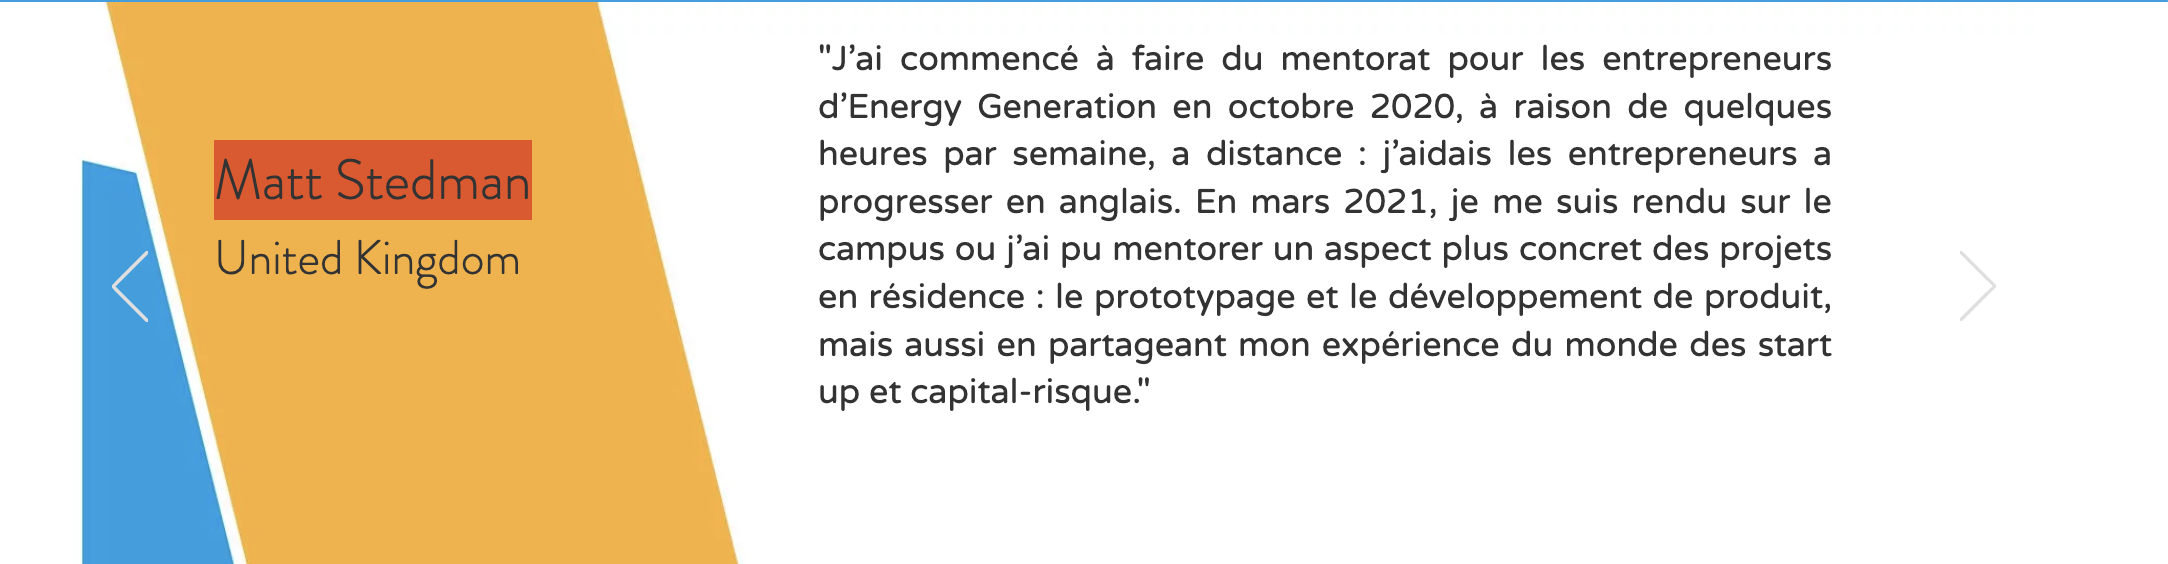 Matt Stedman
United Kingdom
"J’ai commencé à faire du mentorat pour les entrepreneurs
d’Energy Generation en octobre 2020, à raison de quelques
heures par semaine, a distance : j’aidais les entrepreneurs a
progresser en anglais. En mars 2021, je me suis rendu sur le
campus ou j’ai pu mentorer un aspect plus concret des projets
en résidence : le prototypage et le développement de produit,
mais aussi en partageant mon expérience du monde des start
up et capital-risque."